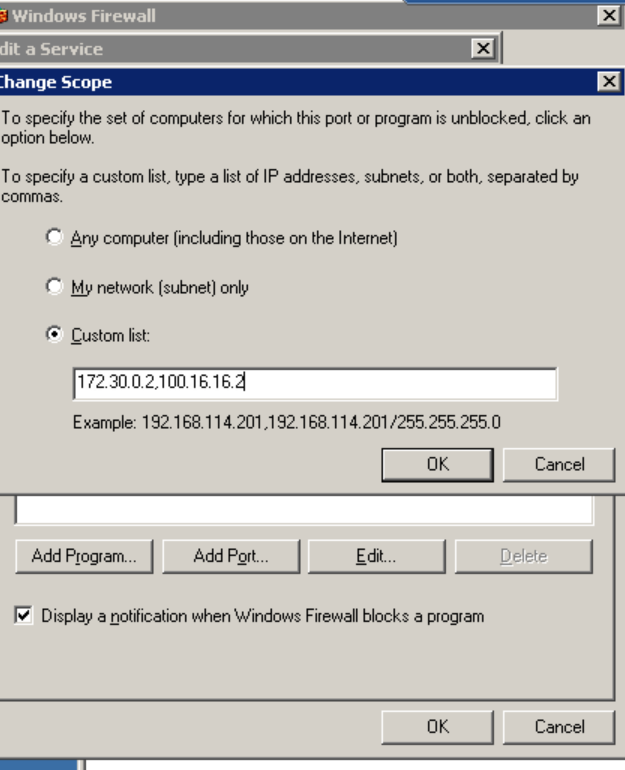 Windows Firewall
dit a Service
Change Scope
To specify the set of computers for which this port or program is unblocked, click an
option below.
To specify a custom list, type a list of IP addresses, subnets, or both, separated by
commas.
Any computer (including those on the Internet)
My network (subnet) only
Custom list:
172.30.0.2,100.16.16.2
Example: 192.168.114.201,192.168.114.201/255.255.255.0
OK Cancel
Add Program... Add Port... Edit... Delete
Display a notification when Windows Firewall blocks a program
OK Cancel